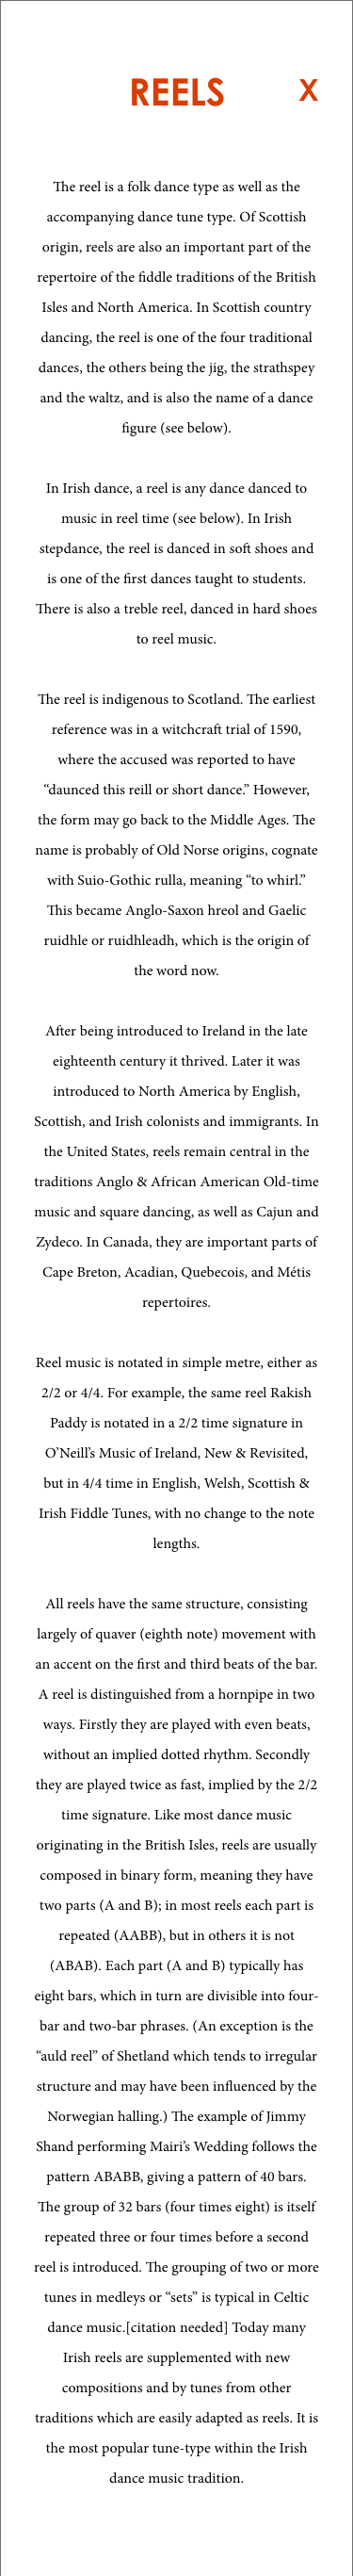 REELS X
The reel is a folk dance type as well as the
accompanying dance tune type. Of Scottish
origin, reels are also an important part of the
repertoire of the fiddle traditions of the British
Isles and North America. In Scottish country
dancing, the reel is one of the four traditional
dances, the others being the jig, the strathspey
and the waltz, and is also the name of a dance
figure (see below).
In Irish dance, a reel is any dance danced to
music in reel time (see below). In Irish
stepdance, the reel is danced in soft shoes and
is one of the first dances taught to students.
There is also a treble reel, danced in hard shoes
to reel music.
The reel is indigenous to Scotland. The earliest
reference was in a witchcraft trial of 1590,
where the accused was reported to have
“daunced this reill or short dance.” However,
the form may go back to the Middle Ages. The
name is probably of Old Norse origins, cognate
with Suio-Gothic rulla, meaning “to whirl.”
This became Anglo-Saxon hreol and Gaelic
ruidhle or ruidhleadh, which is the origin of
the word now.
After being introduced to Ireland in the late
eighteenth century it thrived. Later it was
introduced to North America by English,
Scottish, and Irish colonists and immigrants. In
the United States, reels remain central in the
traditions Anglo & African American Old-time
music and square dancing, as well as Cajun and
Zydeco. In Canada, they are important parts of
Cape Breton, Acadian, Quebecois, and Métis
repertoires.
Reel music is notated in simple metre, either as
2/2 or 4/4. For example, the same reel Rakish
Paddy is notated in a 2/2 time signature in
O’Neill’s Music of Ireland, New & Revisited,
but in 4/4 time in English, Welsh, Scottish &
Irish Fiddle Tunes, with no change to the note
lengths.
All reels have the same structure, consisting
largely of quaver (eighth note) movement with
an accent on the first and third beats of the bar.
A reel is distinguished from a hornpipe in two
ways. Firstly they are played with even beats,
without an implied dotted rhythm. Secondly
they are played twice as fast, implied by the 2/2
time signature. Like most dance music
originating in the British Isles, reels are usually
composed in binary form, meaning they have
two parts (A and B); in most reels each part is
repeated (AABB), but in others it is not
(ABAB). Each part (A and B) typically has
eight bars, which in turn are divisible into four-
bar and two-bar phrases. (An exception is the
“auld reel” of Shetland which tends to irregular
structure and may have been influenced by the
Norwegian halling.) The example of Jimmy
Shand performing Mairi’s Wedding follows the
pattern ABABB, giving a pattern of 40 bars.
The group of 32 bars (four times eight) is itself
repeated three or four times before a second
reel is introduced. The grouping of two or more
tunes in medleys or “sets” is typical in Celtic
dance music.[citation needed] Today many
Irish reels are supplemented with new
compositions and by tunes from other
traditions which are easily adapted as reels. It is
the most popular tune-type within the Irish
dance music tradition.